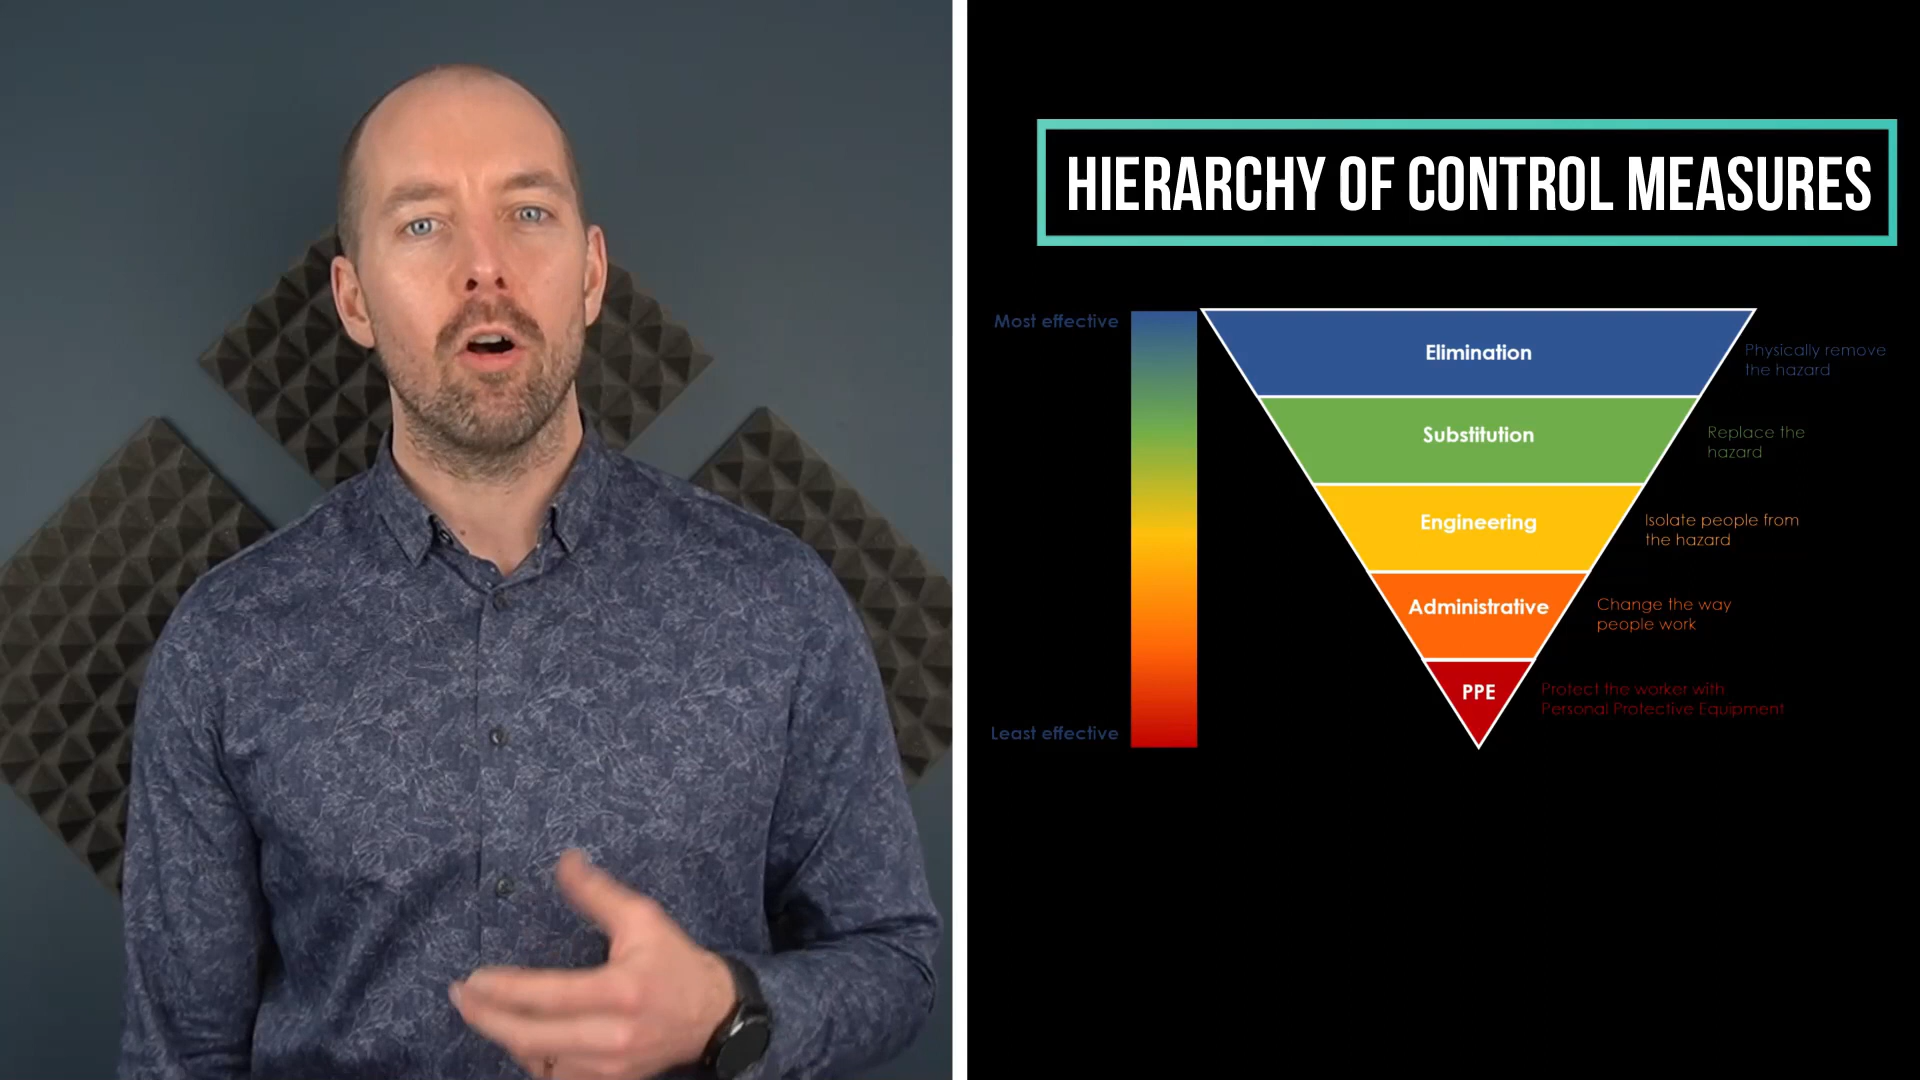 HIERARCHY OF CONTROL MEASURES
Most effective
Elimination
Physically remove
the hazard
Substitution
Replace the
hazard
Engineering
Isolate people from
the hazard
Administrative
Change the way
people work
PPE
Protect the worker with
Personal Protective Equipment
Least effective